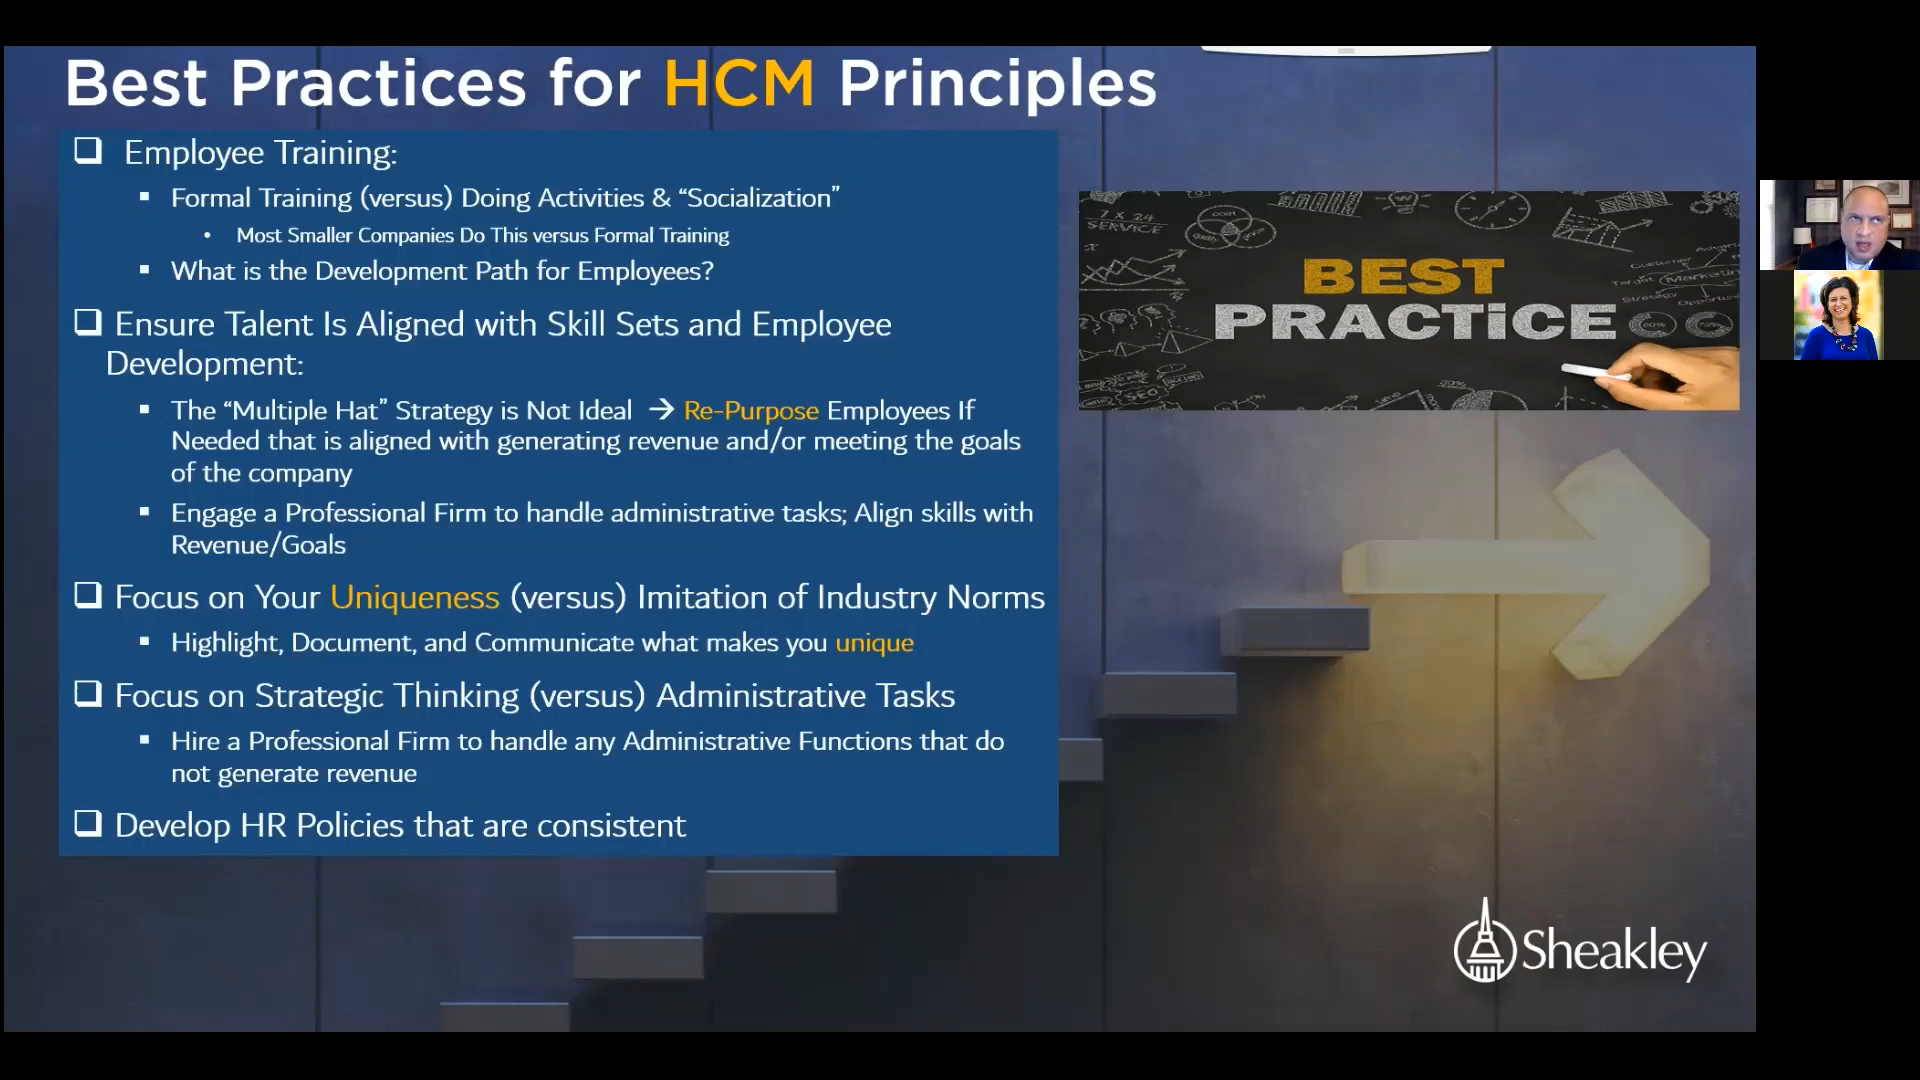 Best Practices for HCM Principles
Employee Training:
Formal Training (versus) Doing Activities & “Socialization”
Most Smaller Companies Do This versus Formal Training
What is the Development Path for Employees?
Ensure Talent Is Aligned with Skill Sets and Employee
Development:
The “Multiple Hat” Strategy is Not Ideal → Re-Purpose Employees If
Needed that is aligned with generating revenue and/or meeting the goals
of the company
Engage a Professional Firm to handle administrative tasks; Align skills with
Revenue/Goals
Focus on Your Uniqueness (versus) Imitation of Industry Norms
Highlight, Document, and Communicate what makes you unique
Focus on Strategic Thinking (versus) Administrative Tasks
Hire a Professional Firm to handle any Administrative Functions that do
not generate revenue
Develop HR Policies that are consistent
7 X 24
SERVICE
BEST
PRACTiCE
SEO
Sheakley